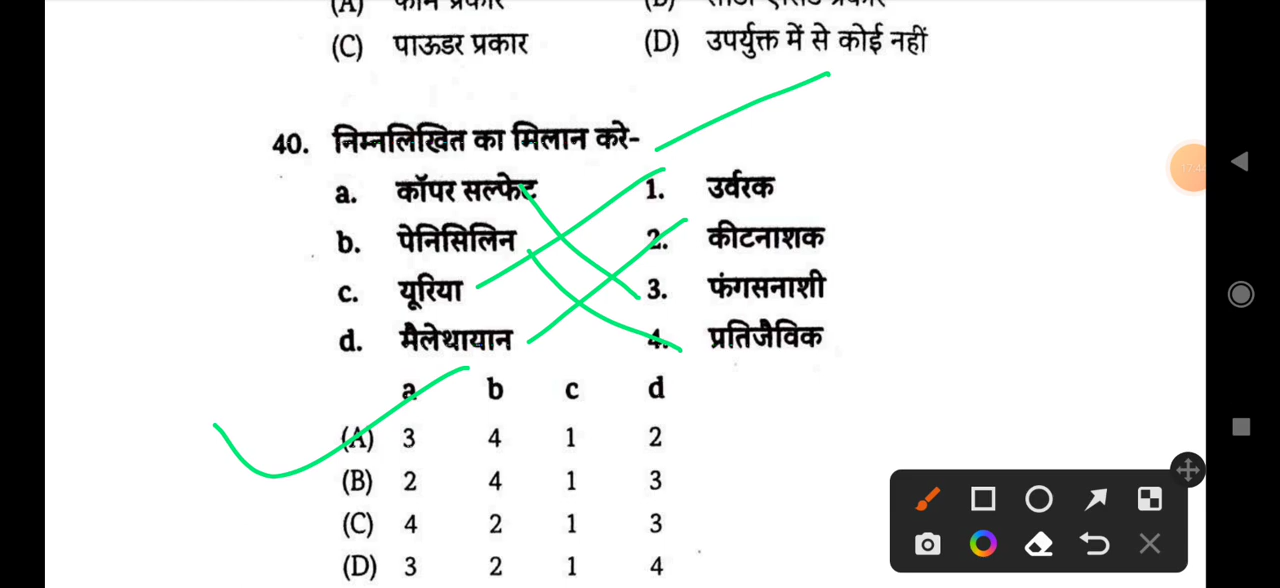 (C) पाऊडर प्रकार (D) उपर्युक्त में से कोई नहीं
40. निम्नलिखित का मिलान करे-
a. कॉपर सल्फेट 1. उर्वरक
b. पेनिसिलिन 2. कीटनाशक
c. यूरिया 3. फंगसनाशी
d. मैलेथायान 4. प्रतिजैविक
a b c d
(A) 3 4 1 2
(B) 2 4 1 3
(C) 4 2 1 3
(D) 3 2 1 4